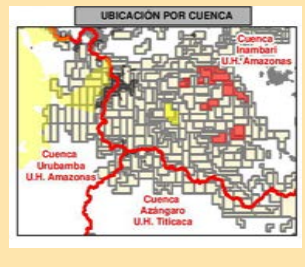 UBICACIÓN POR CUENCA
Cuenca
Inambari
U.H. Amazonas
Cuenca
Urubamba
U.H. Amazonas
Cuenca
Azángaro
U.H. Titicaca